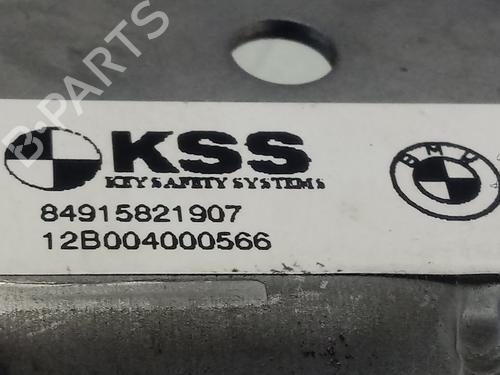 B-PARTS
KSS
KEY SAFETY SYSTEMS
BMW
84915821907
12B004000566